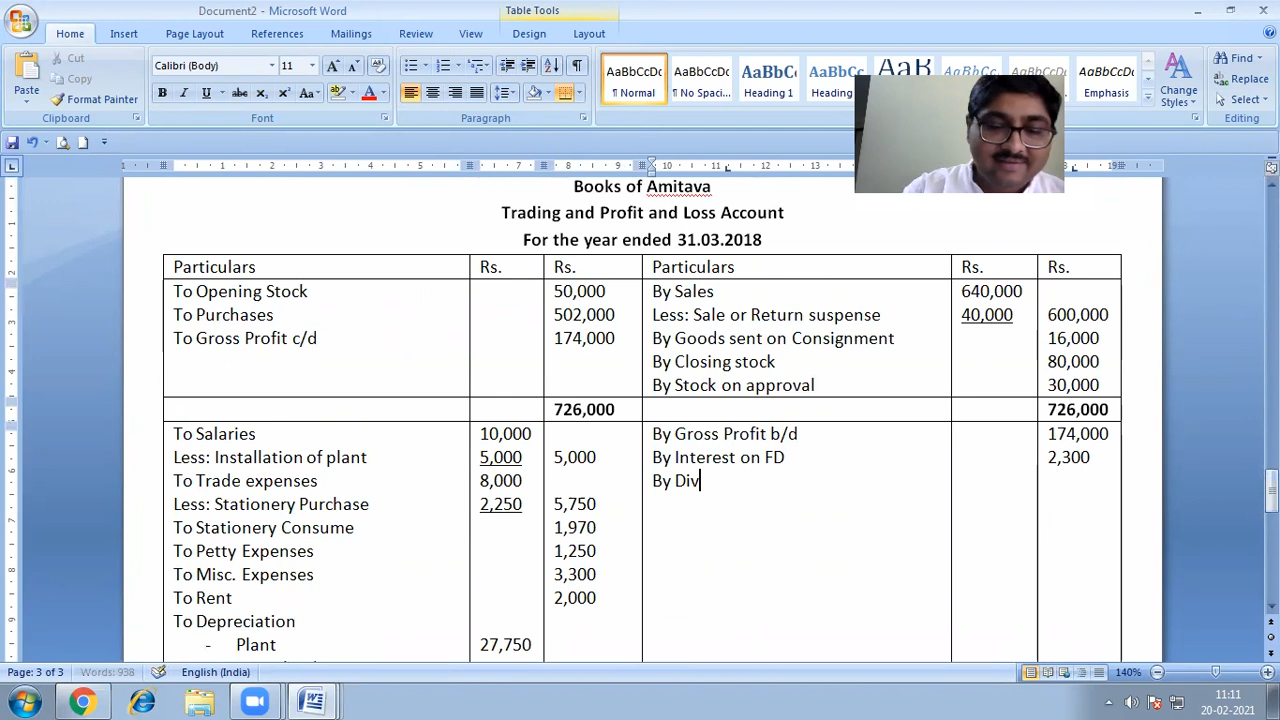 Document2 - Microsoft Word
Table Tools
Home Insert Page Layout References Mailings Review View Design Layout
Paste
Cut
Copy
Format Painter
Clipboard
Calibri (Body) 11
B I U abc x₂ x² Aa
Font
Paragraph
AaBbCcDc AaBbCcDc AaBbCc AaBbCc AaB AaBbCc AaBbCcDc AaBbCcDc
¶ Normal ¶ No Spaci... Heading 1 Heading Emphasis
Change Styles
Find
Replace
Select
Editing
Books of Amitava
Trading and Profit and Loss Account
For the year ended 31.03.2018
Particulars Rs. Rs. Particulars Rs. Rs.
To Opening Stock 50,000 By Sales 640,000
To Purchases 502,000 Less: Sale or Return suspense 40,000 600,000
To Gross Profit c/d 174,000 By Goods sent on Consignment 16,000
By Closing stock 80,000
By Stock on approval 30,000
726,000 726,000
To Salaries 10,000 By Gross Profit b/d 174,000
Less: Installation of plant 5,000 5,000 By Interest on FD 2,300
To Trade expenses 8,000 By Div
Less: Stationery Purchase 2,250 5,750
To Stationery Consume 1,970
To Petty Expenses 1,250
To Misc. Expenses 3,300
To Rent 2,000
To Depreciation
- Plant 27,750
Page: 3 of 3 Words: 938 English (India) 140%
11:11
20-02-2021